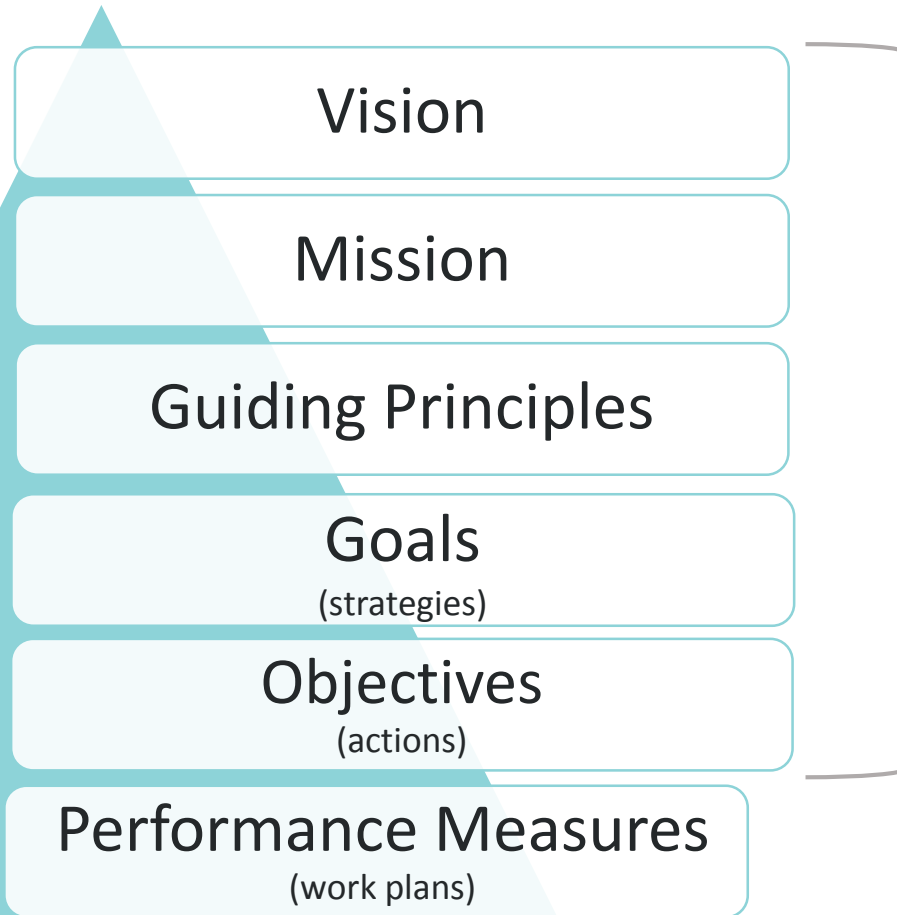 Vision
Mission
Guiding Principles
Goals
(strategies)
Objectives
(actions)
Performance Measures
(work plans)